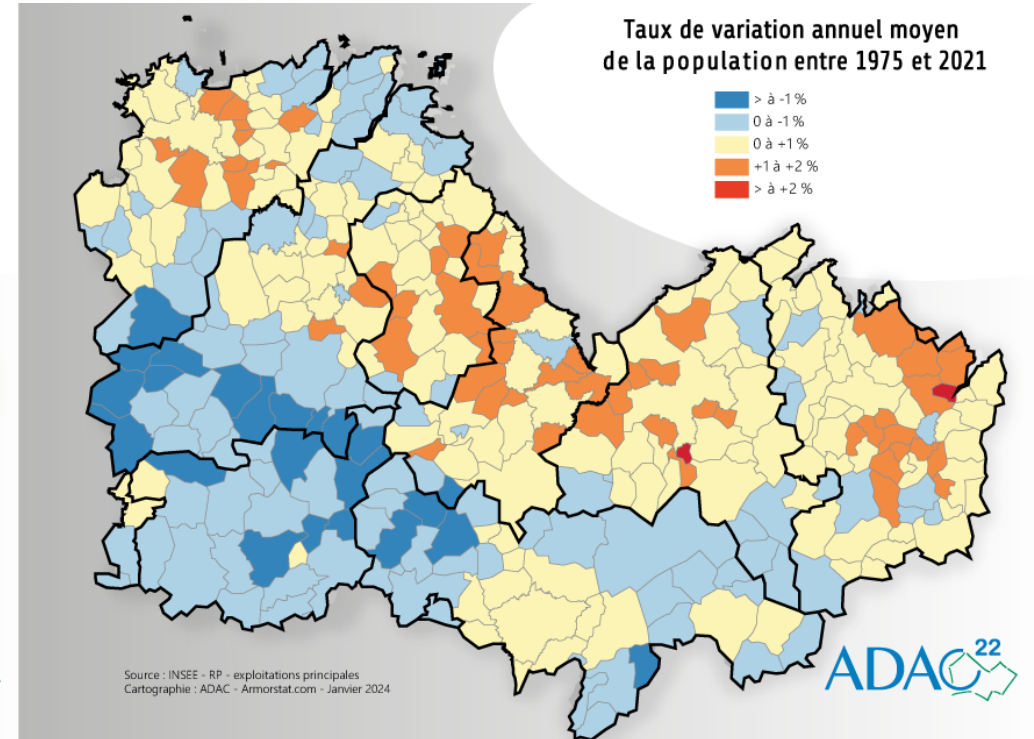 Taux de variation annuel moyen
de la population entre 1975 et 2021
> à -1 %
0 à -1 %
0 à +1 %
+1 à +2 %
> à +2 %
Source : INSEE - RP - exploitations principales
Cartographie : ADAC - Armorstat.com - Janvier 2024
ADAC 22